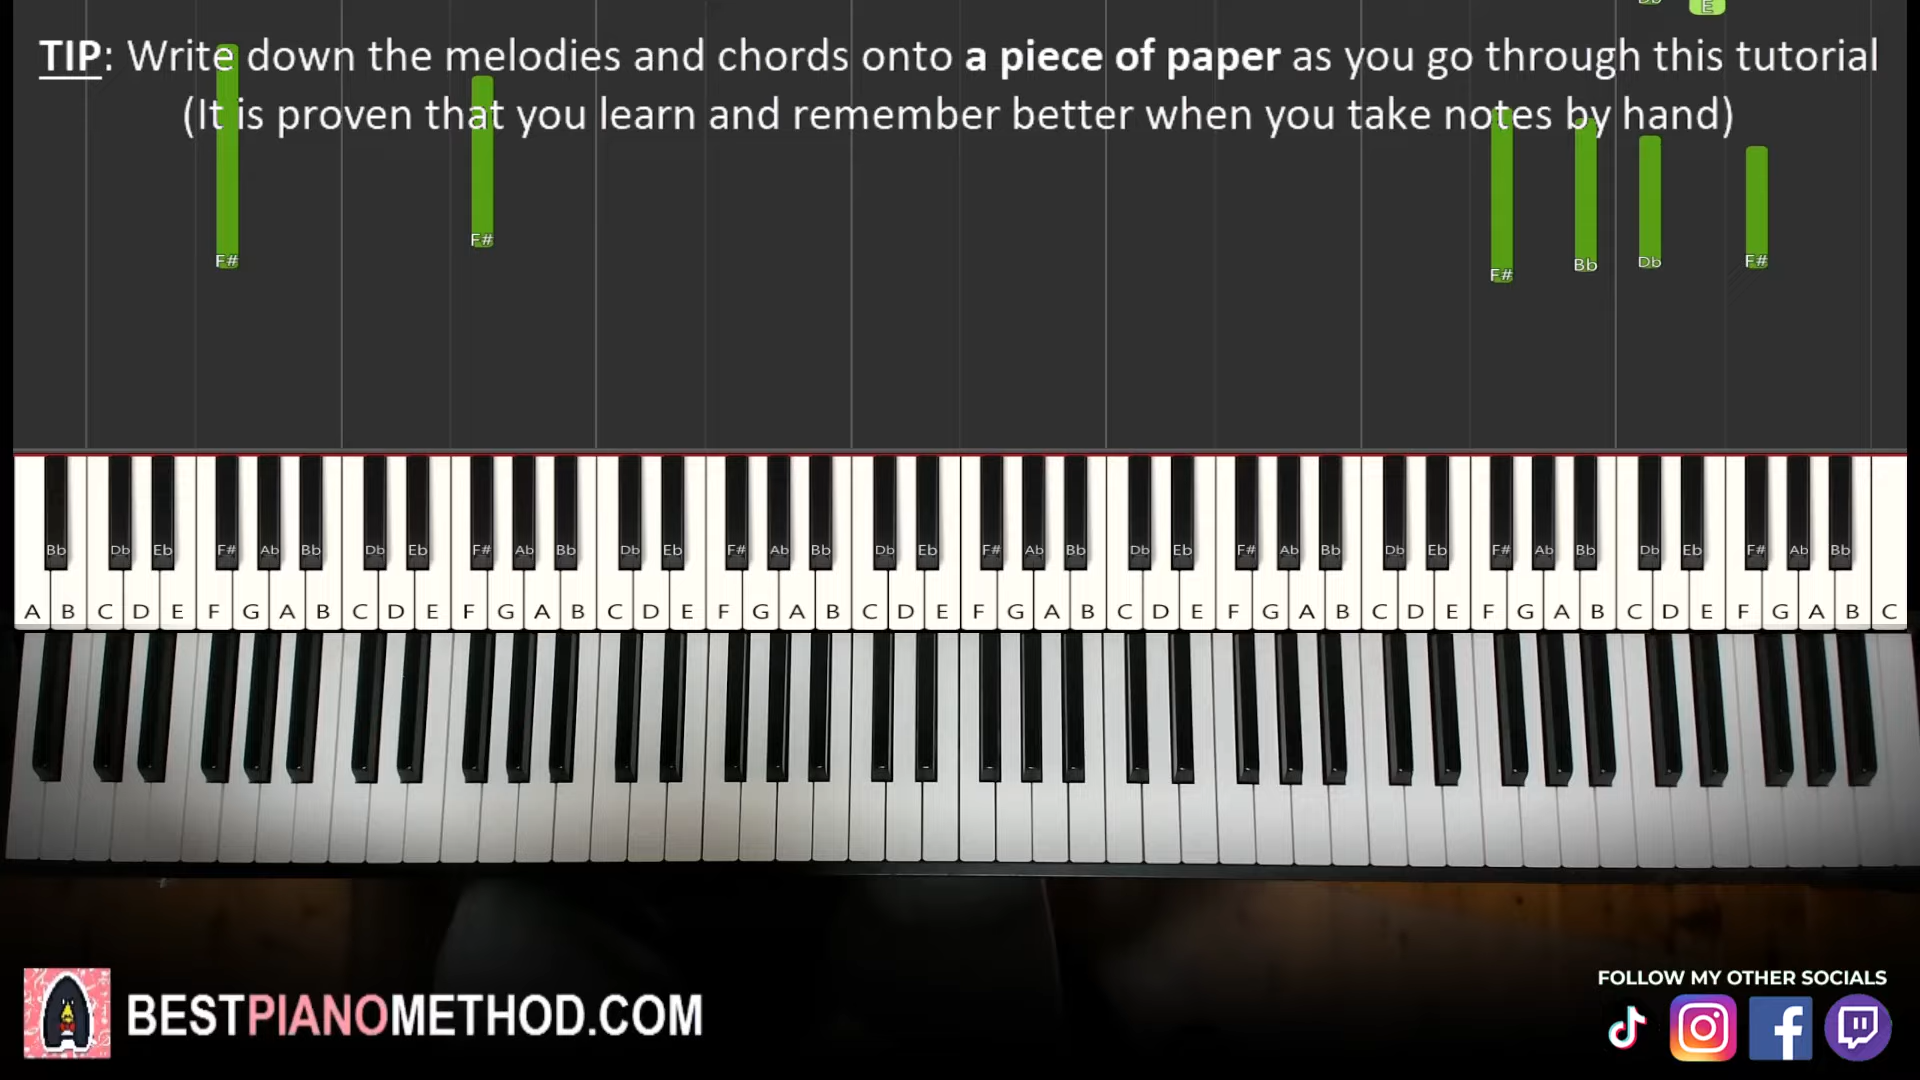 Db
E
TIP: Write down the melodies and chords onto a piece of paper as you go through this tutorial
(It is proven that you learn and remember better when you take notes by hand)
F# F# F# Bb Db F#
Bb Db Eb F# Ab Bb Db Eb F# Ab Bb Db Eb F# Ab Bb Db Eb F# Ab Bb Db Eb F# Ab Bb Db Eb F# Ab Bb Db Eb F# Ab Bb
A B C D E F G A B C D E F G A B C D E F G A B C D E F G A B C D E F G A B C D E F G A B C D E F G A B C
FOLLOW MY OTHER SOCIALS
BESTPIANOMETHOD.COM